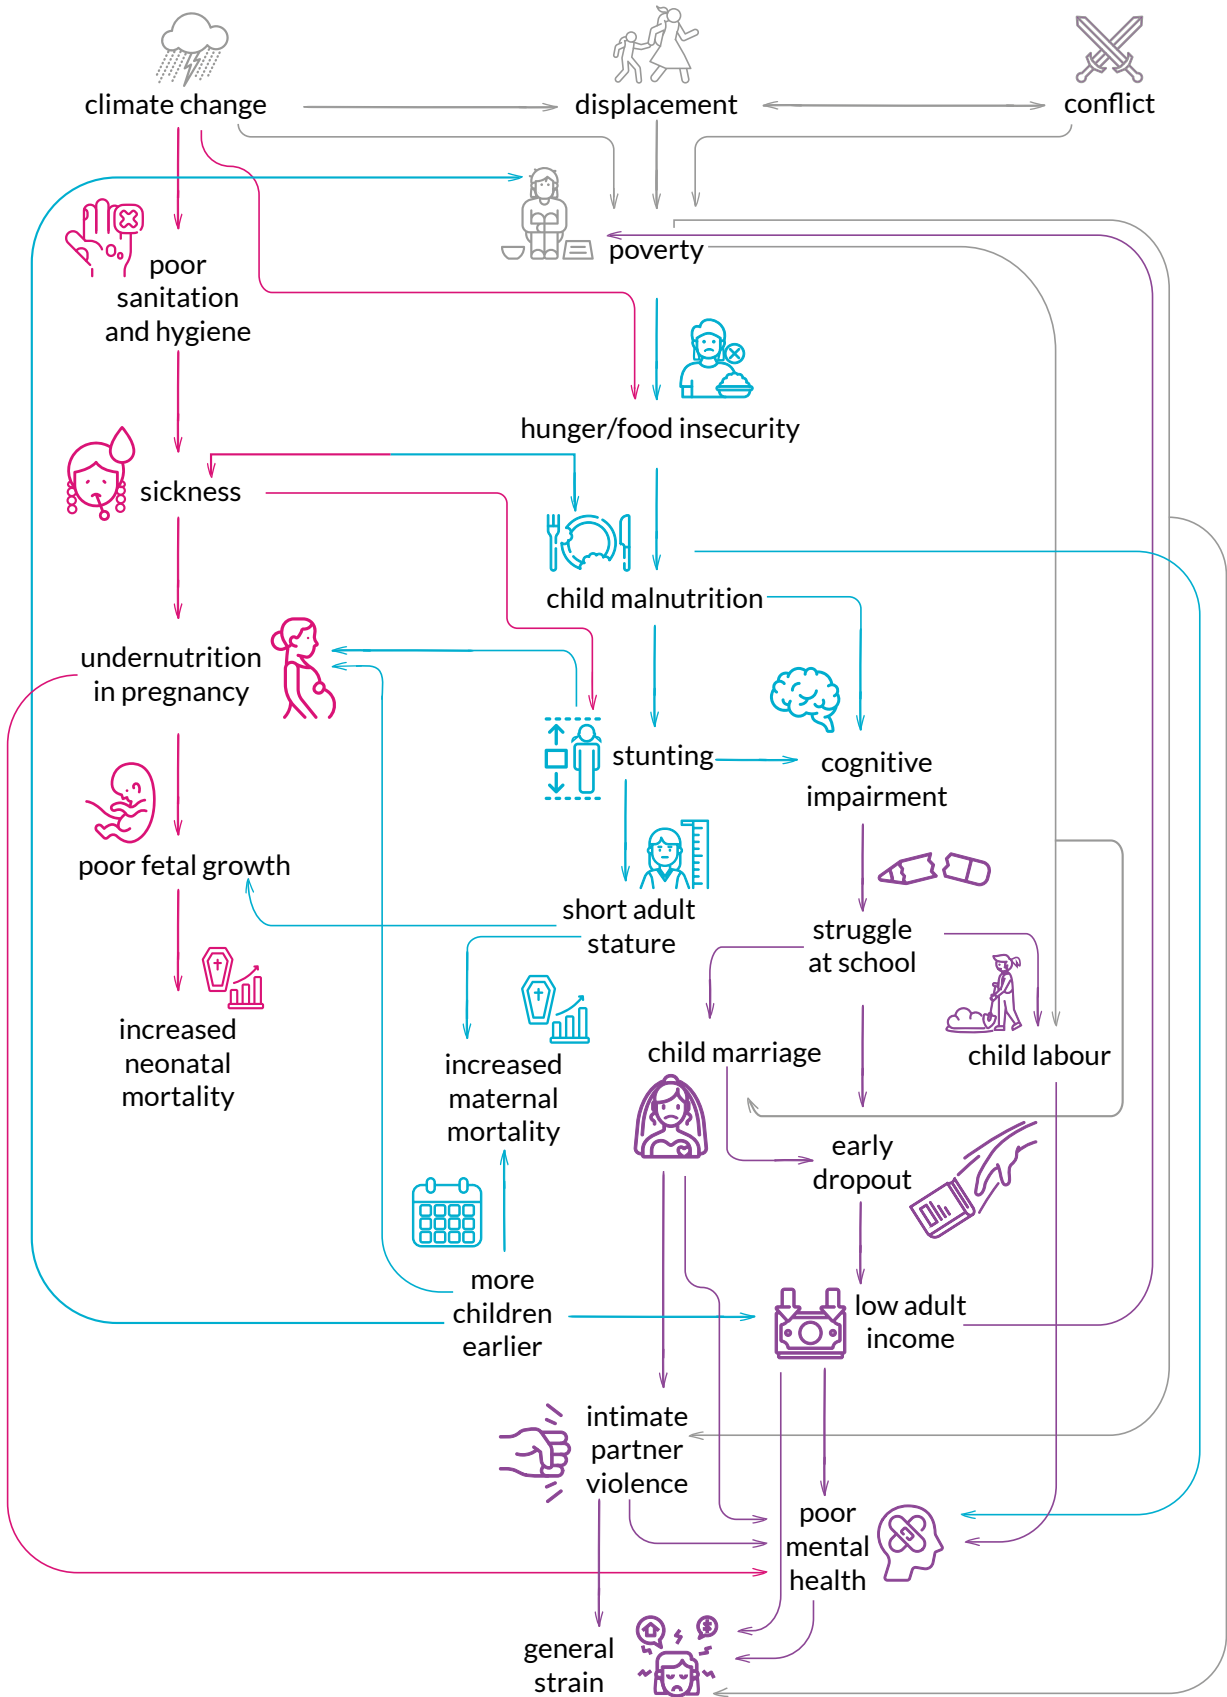 climate change
displacement
conflict
poverty
poor
sanitation
and hygiene
hunger/food insecurity
sickness
child malnutrition
undernutrition
in pregnancy
stunting
cognitive
impairment
poor fetal growth
short adult
stature
struggle
at school
increased
neonatal
mortality
increased
maternal
mortality
child marriage
child labour
early
dropout
more
children
earlier
low adult
income
intimate
partner
violence
poor
mental
health
general
strain